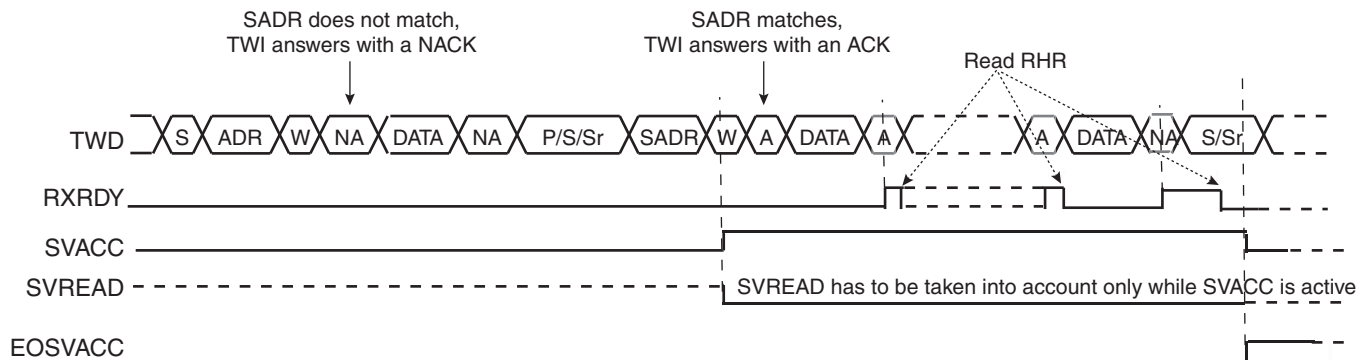 SADR does not match,
TWI answers with a NACK
SADR matches,
TWI answers with an ACK
Read RHR
TWD S ADR W NA DATA NA P/S/Sr SADR W A DATA A A DATA NA S/Sr
RXRDY
SVACC
SVREAD SVREAD has to be taken into account only while SVACC is active
EOSVACC